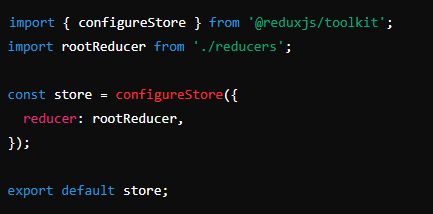 import { configureStore } from '@reduxjs/toolkit';
import rootReducer from './reducers';
const store = configureStore({
  reducer: rootReducer,
});
export default store;